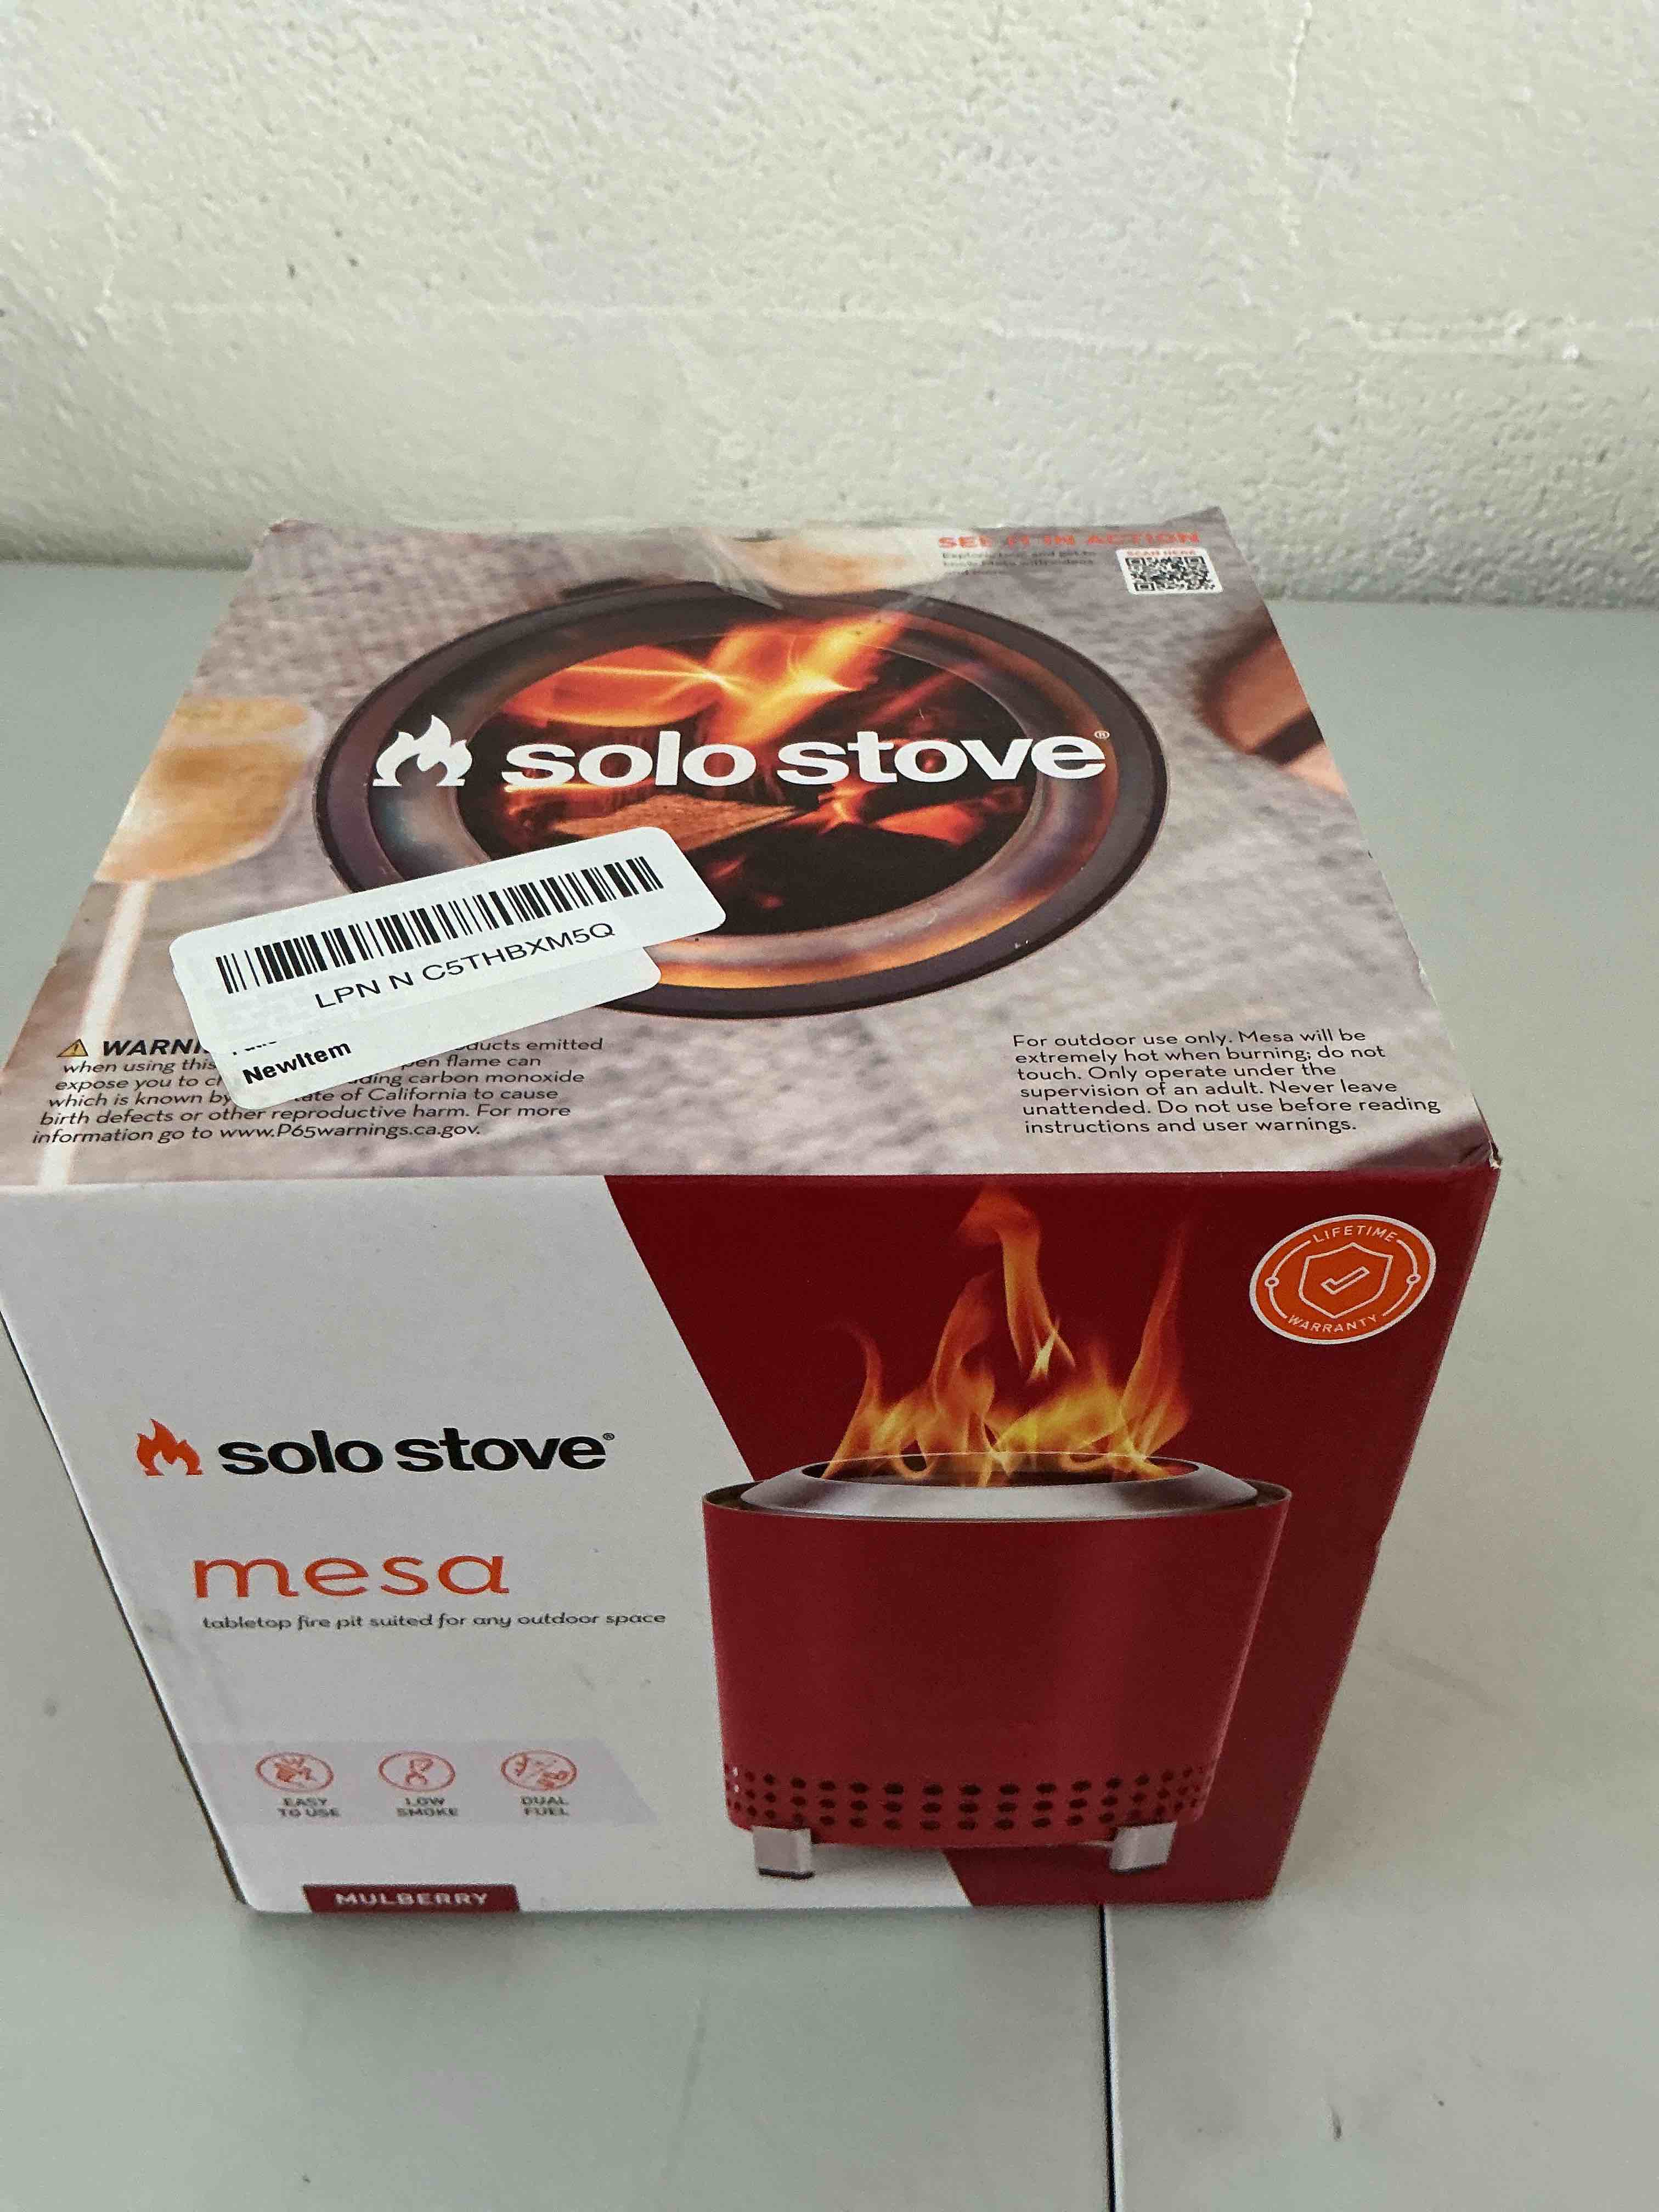 SEE IT IN ACTION
SCAN HERE
solo stove®
LPN N C5THBXM5Q
NewItem
WARNI
ducts emitted
when using this
en flame can
expose you to
ding carbon monoxide
which is known by
ate of California to cause
birth defects or other reproductive harm. For more
information go to www.P65warnings.ca.gov.
For outdoor use only. Mesa will be
extremely hot when burning; do not
touch. Only operate under the
supervision of an adult. Never leave
unattended. Do not use before reading
instructions and user warnings.
LIFETIME
WARRANTY
solo stove®
mesa
tabletop fire pit suited for any outdoor space
EASY
TO USE
LOW
SMOKE
DUAL
FUEL
MULBERRY